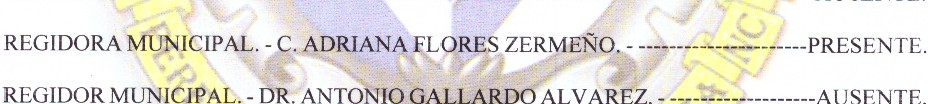 REGIDORA MUNICIPAL. - C. ADRIANA FLORES ZERMEÑO. - ----------------------PRESENTE.
REGIDOR MUNICIPAL. - DR. ANTONIO GALLARDO ALVAREZ. - -------------------AUSENTE.